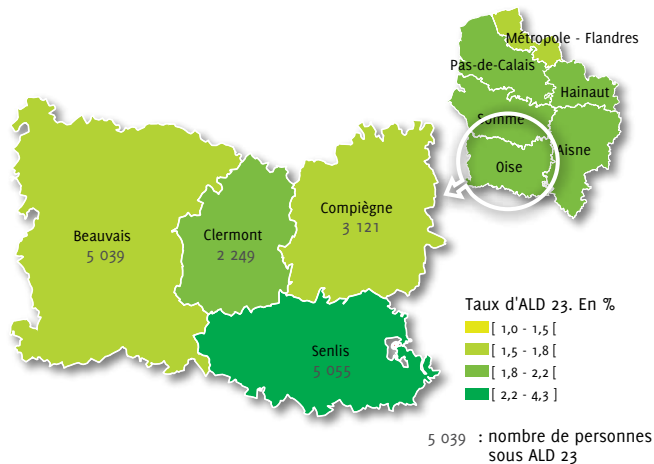 Métropole - Flandres
Pas-de-Calais
Hainaut
Somme
Aisne
Oise
Compiègne
3 121
Beauvais
5 039
Clermont
2 249
Senlis
5 055
Taux d'ALD 23. En %
[ 1,0 - 1,5 [
[ 1,5 - 1,8 [
[ 1,8 - 2,2 [
[ 2,2 - 4,3 ]
5 039 : nombre de personnes
sous ALD 23